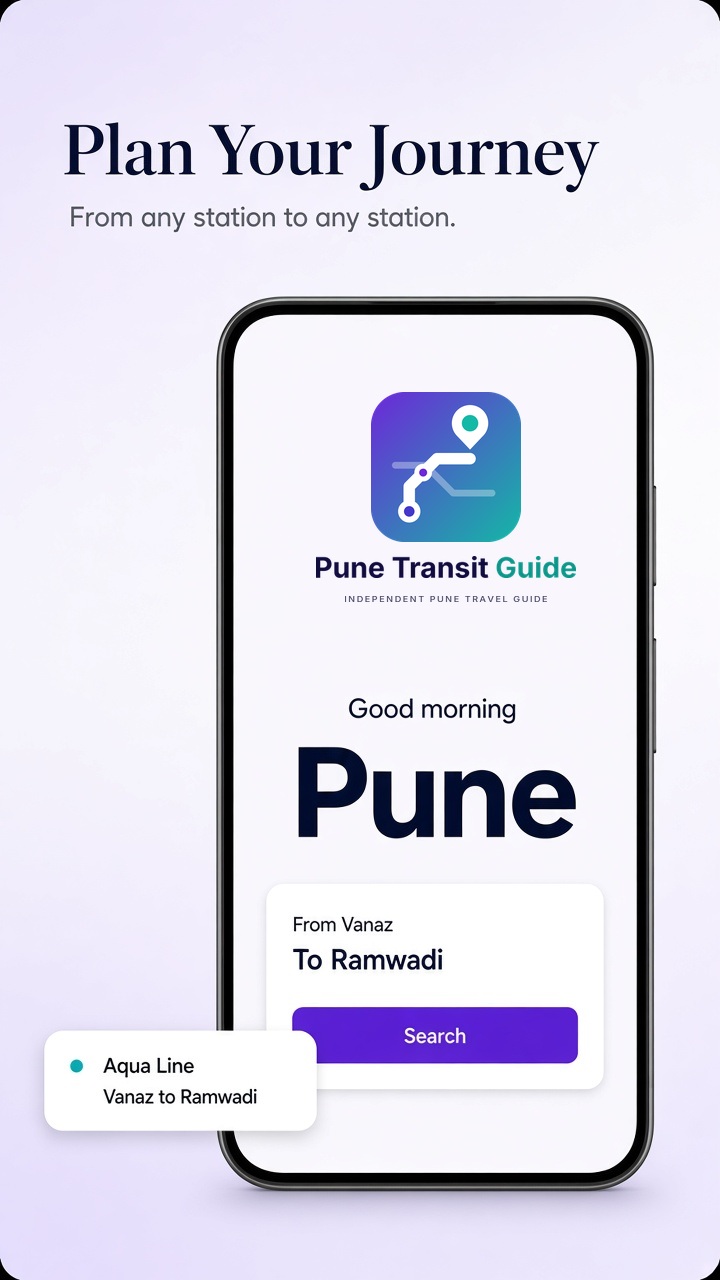 Plan Your Journey
From any station to any station.
Pune Transit Guide
INDEPENDENT PUNE TRAVEL GUIDE
Good morning
Pune
From Vanaz
To Ramwadi
Search
Aqua Line
Vanaz to Ramwadi